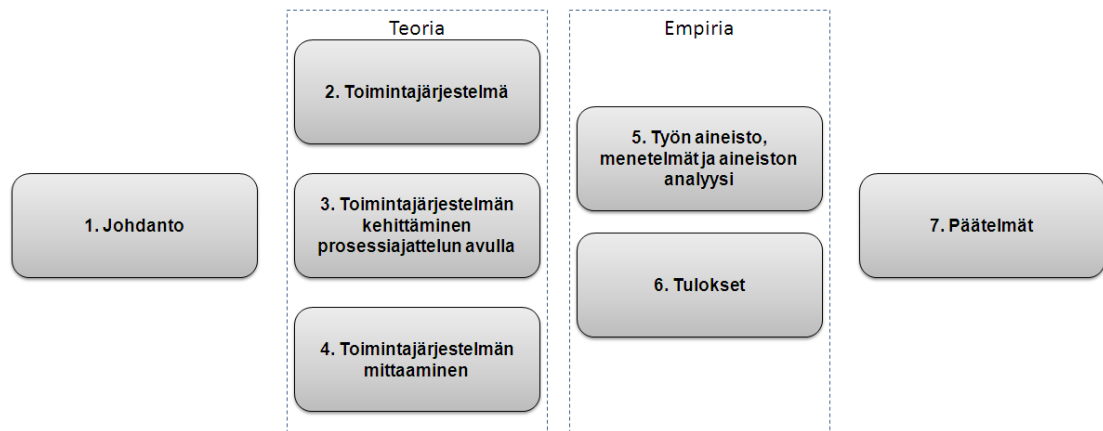 1. Johdanto
Teoria
2. Toimintajärjestelmä
3. Toimintajärjestelmän
kehittäminen
prosessiajattelun avulla
4. Toimintajärjestelmän
mittaaminen
Empiria
5. Työn aineisto,
menetelmät ja aineiston
analyysi
6. Tulokset
7. Päätelmät